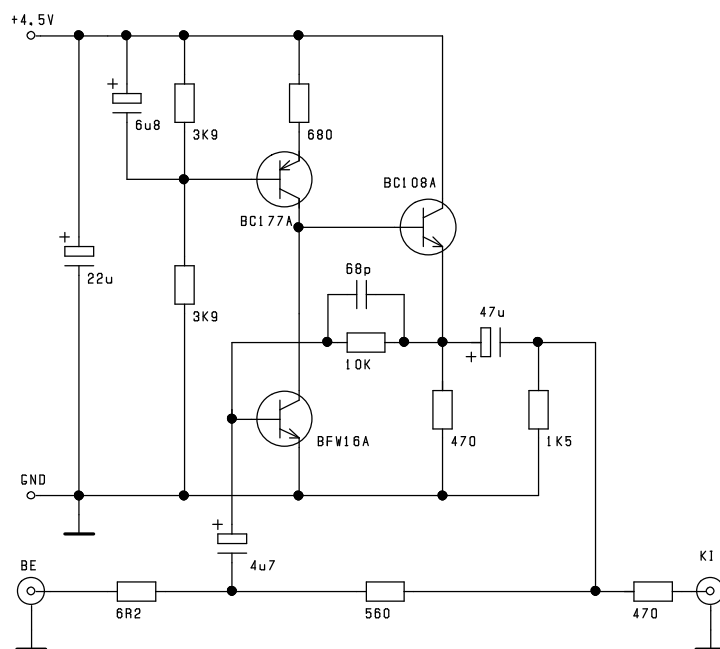 +4.5V
+
6u8
3K9
680
BC177A
BC108A
+
22u
3K9
68p
10K
47u
+
BFW16A
470
1K5
GND
+
4u7
BE
KI
6R2
560
470